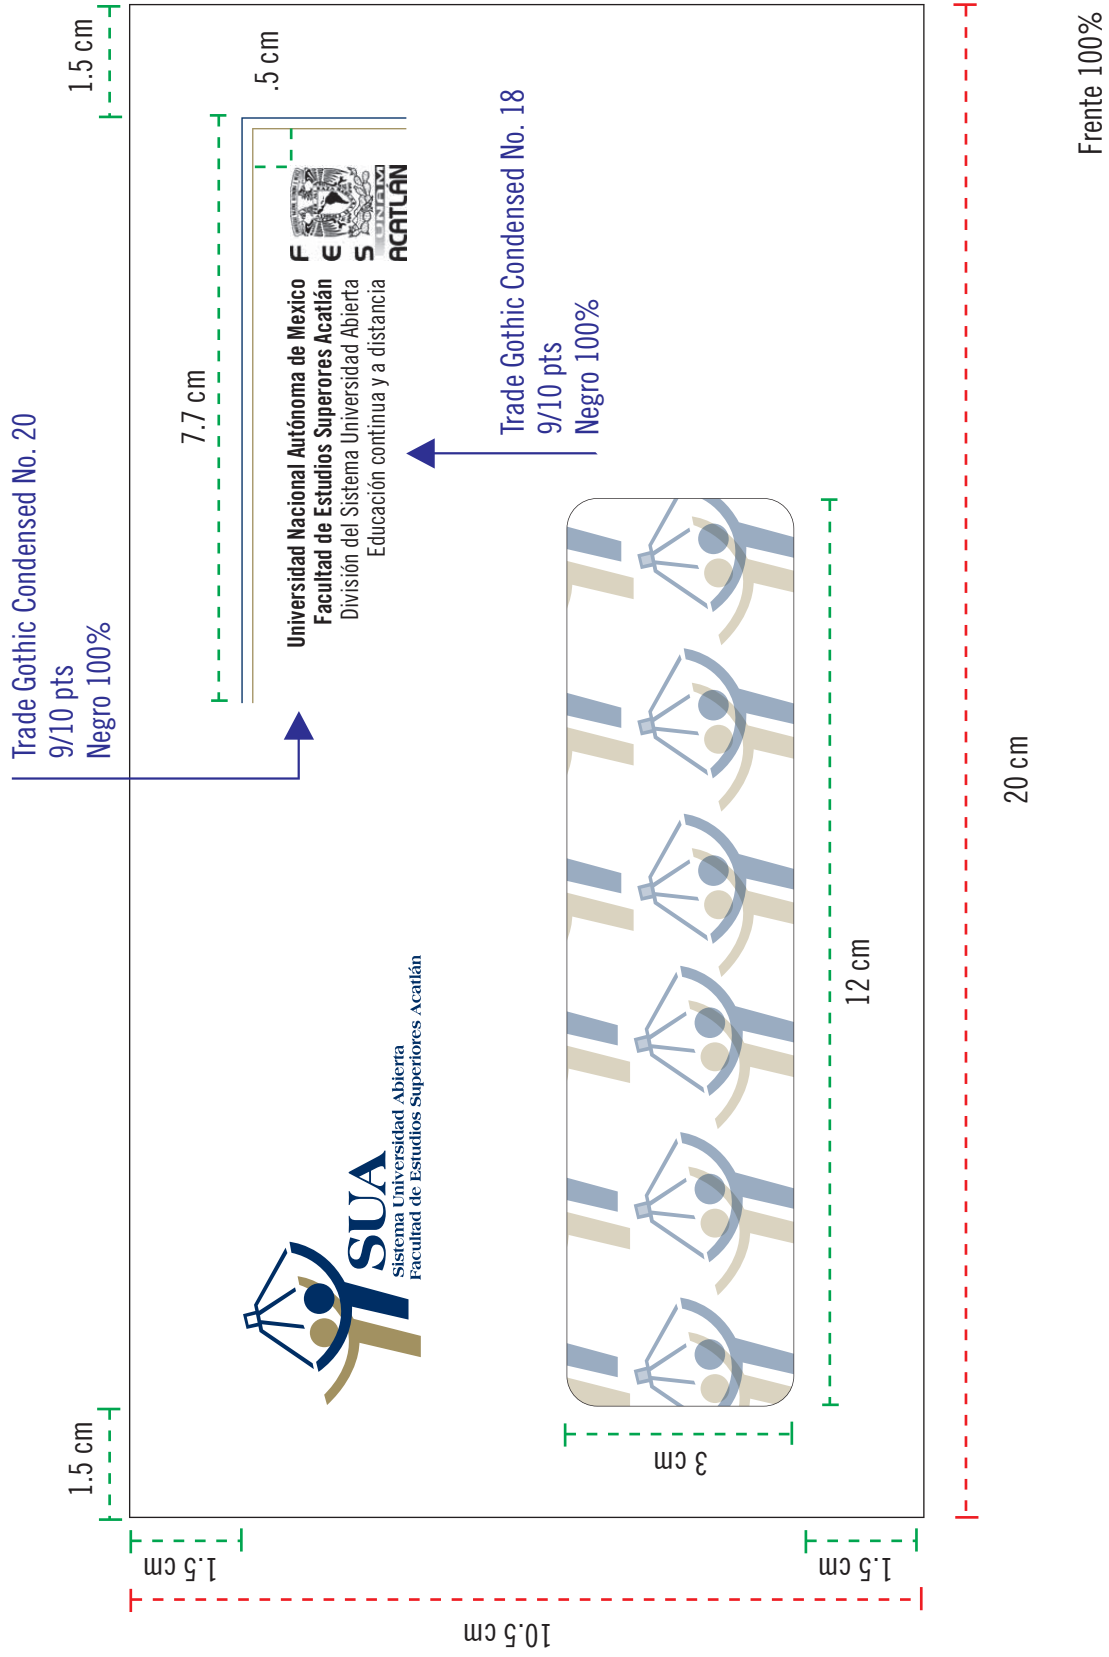 Trade Gothic Condensed No. 20
9/10 pts
Negro 100%
1.5 cm
7.7 cm
1.5 cm
.5 cm
Universidad Nacional Autónoma de Mexico
Facultad de Estudios Superores Acatlán
División del Sistema Universidad Abierta
Educación continua y a distancia
F
E
S
UNAM
ACATLÁN
SUA
Sistema Universidad Abierta
Facultad de Estudios Superiores Acatlán
Trade Gothic Condensed No. 18
9/10 pts
Negro 100%
1.5 cm
10.5 cm
1.5 cm
3 cm
12 cm
20 cm
Frente 100%